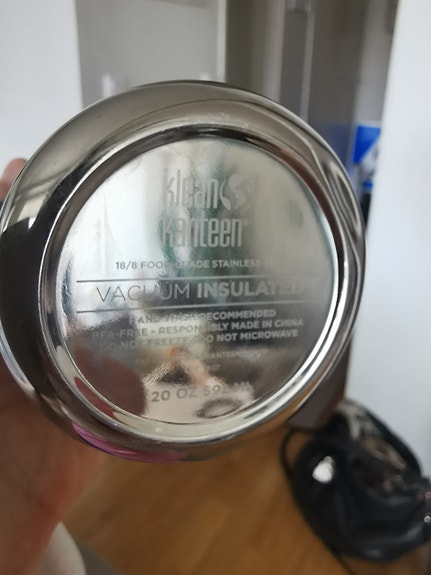 klean
kanteen®
18/8 FOOD-GRADE STAINLESS
VACUUM INSULATED
RECOMMENDED
BPA-FREE - RESPONSIBLY MADE IN CHINA
DO NOT FREEZE, DO NOT MICROWAVE
20 OZ